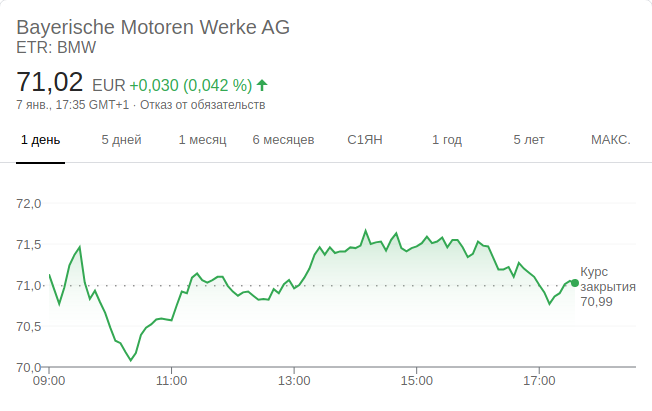 Bayerische Motoren Werke AG
ETR: BMW
71,02 EUR +0,030 (0,042 %)
7 янв., 17:35 GMT+1 · Отказ от обязательств
1 день 5 дней 1 месяц 6 месяцев С1ЯН 1 год 5 лет МАКС.
72,0
71,5
71,0
70,5
70,0
Курс
закрытия
70,99
09:00 11:00 13:00 15:00 17:00